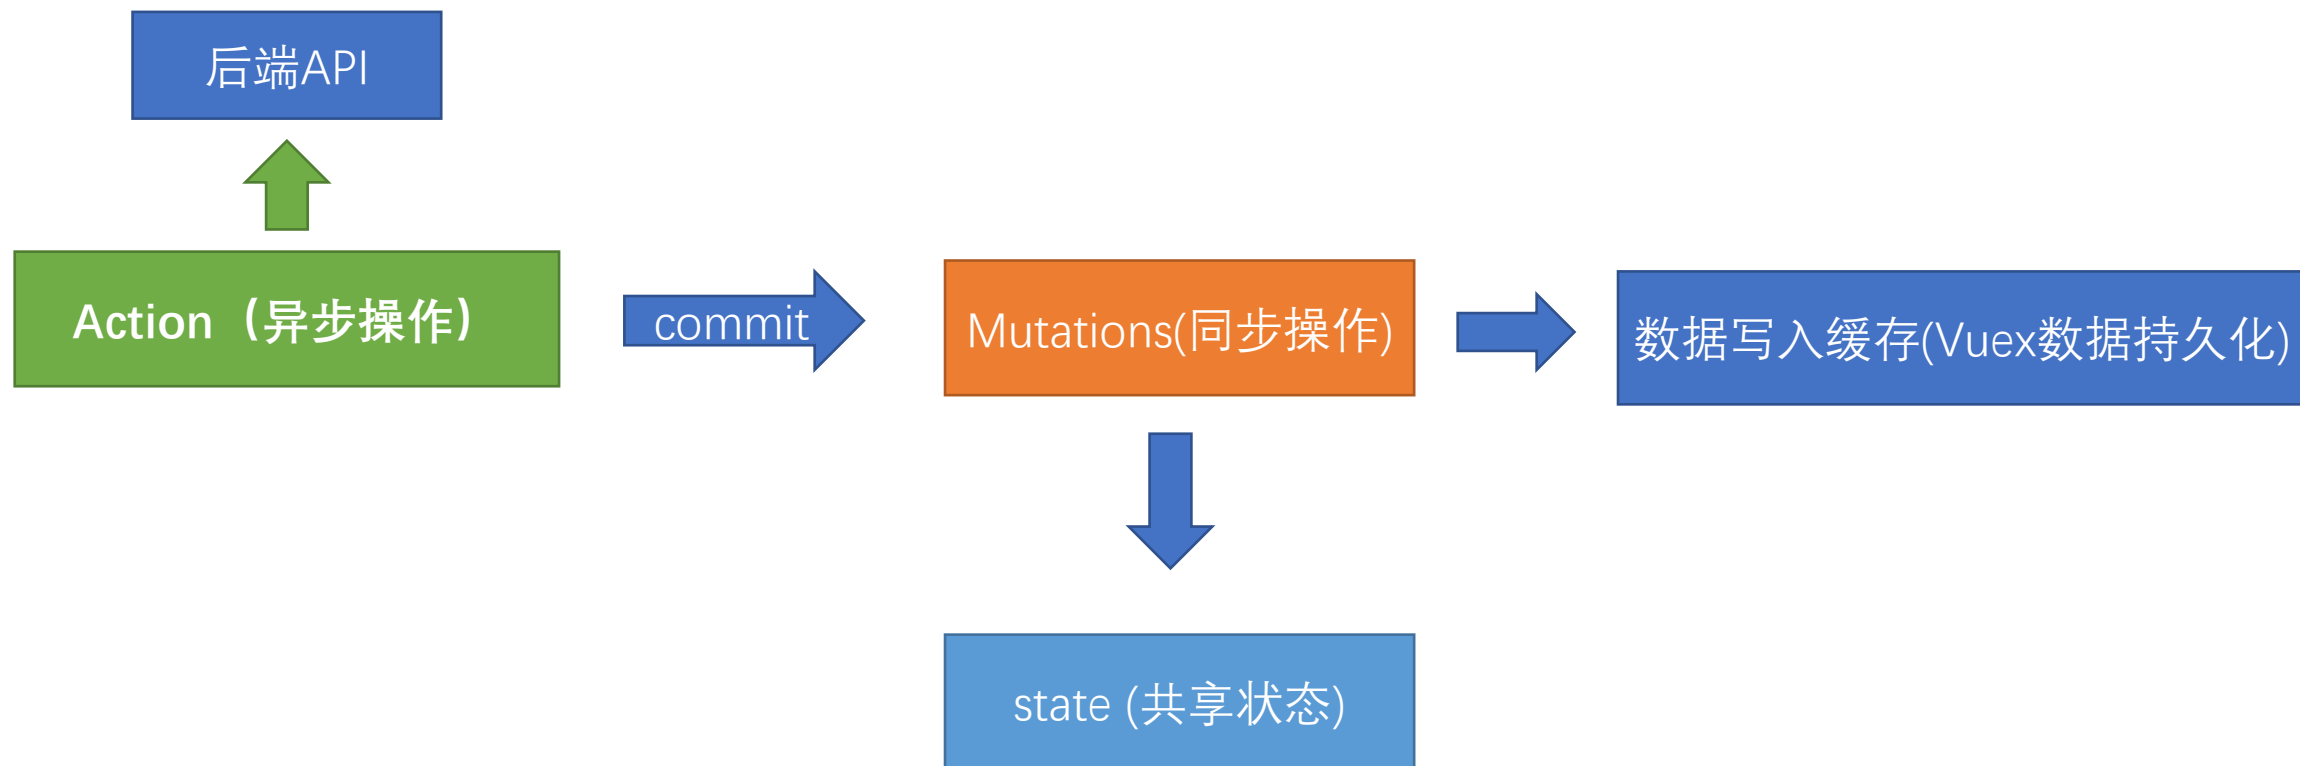 后端API
Action（异步操作）
commit
Mutations(同步操作)
数据写入缓存(Vuex数据持久化)
state (共享状态)